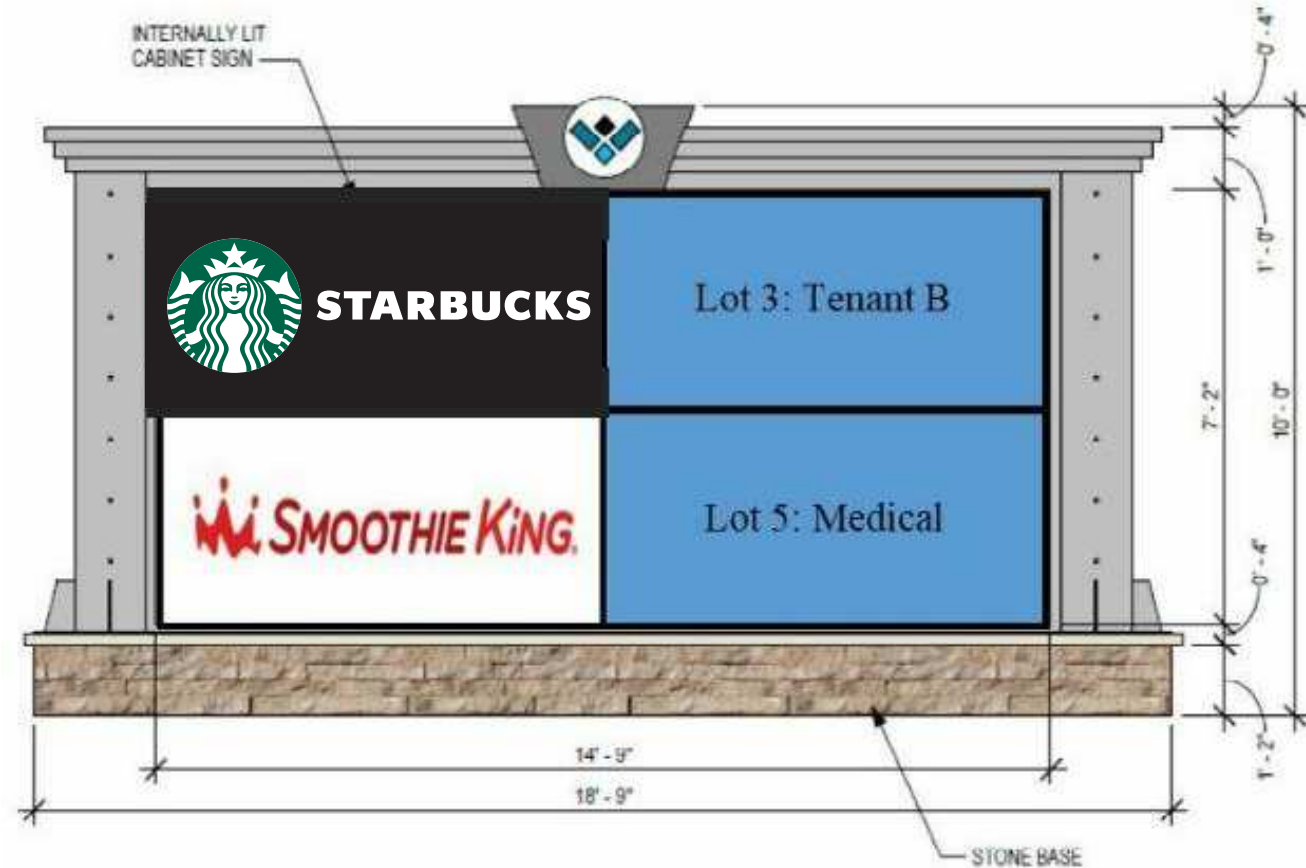 INTERNALLY LIT
CABINET SIGN
0' - 4"
STARBUCKS
Lot 3: Tenant B
1' - 0"
7' - 2"
10' - 0"
SMOOTHIE KiNG.
Lot 5: Medical
0' - 4"
14' - 9"
1' - 2"
18' - 9"
STONE BASE